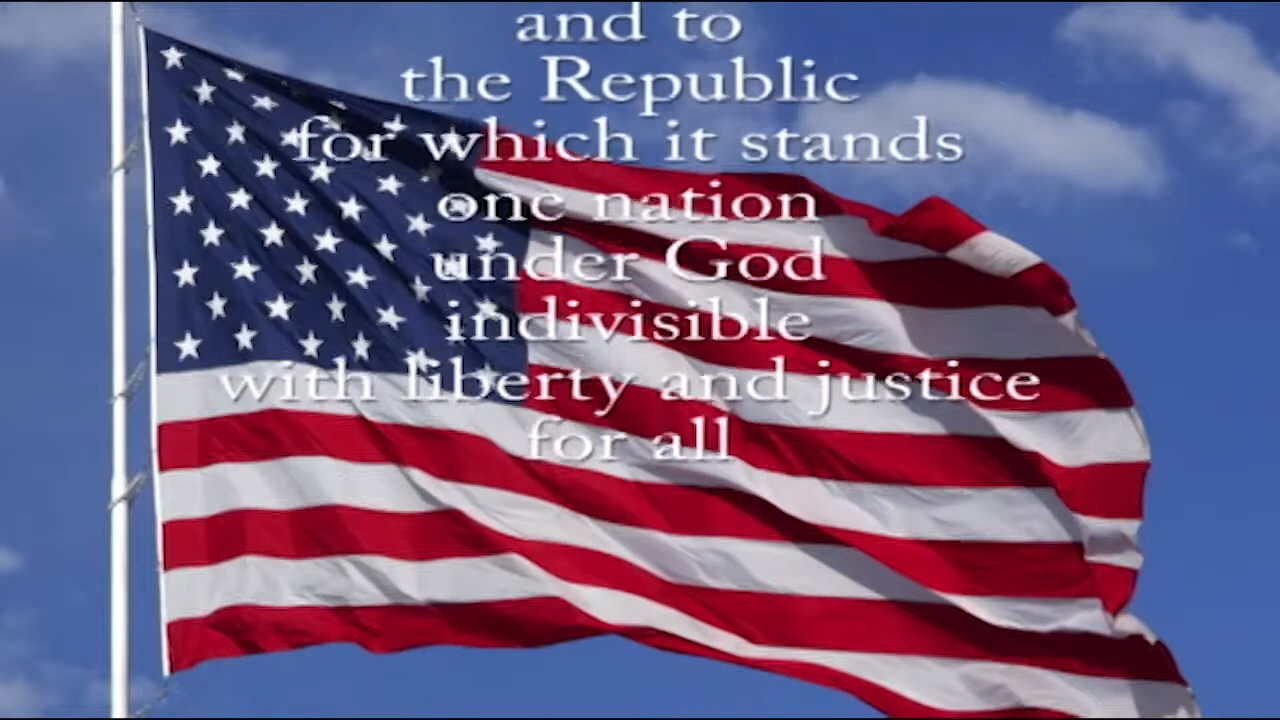 and to
the Republic
for which it stands
one nation
under God
indivisible
with liberty and justice
for all